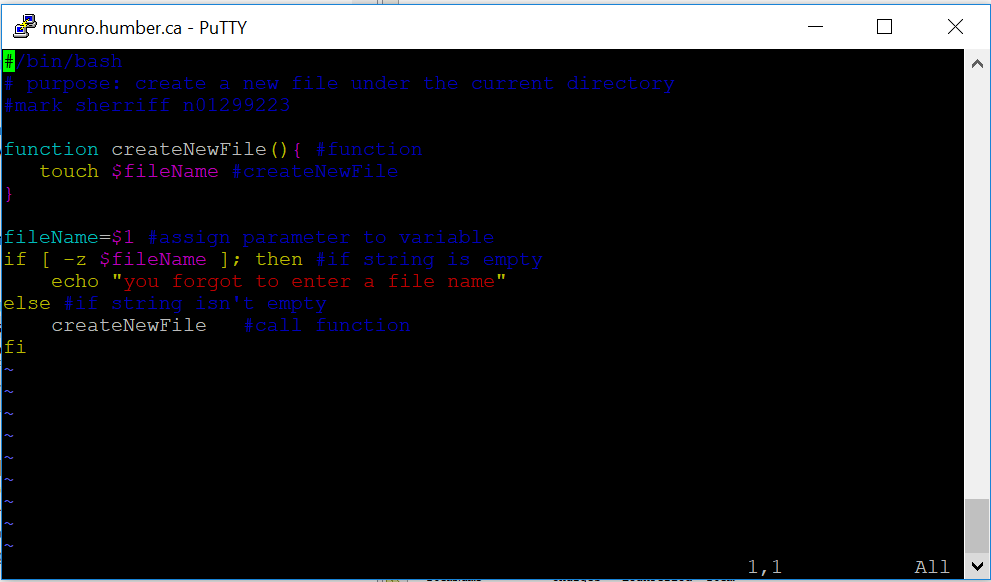 munro.humber.ca - PuTTY
#/bin/bash
# purpose: create a new file under the current directory
#mark sherriff n01299223
function createNewFile(){ #function
   touch $fileName #createNewFile
}
fileName=$1 #assign parameter to variable
if [ -z $fileName ]; then #if string is empty
    echo "you forgot to enter a file name"
else #if string isn't empty
    createNewFile   #call function
fi
~
~
~
~
~
~
~
~
~
1,1 All